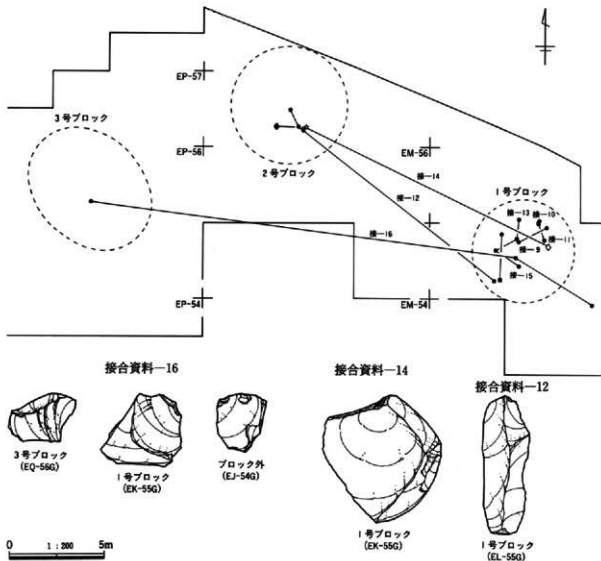 EP-57
3号ブロック
EP-56
2号ブロック
EM-56
接-14
接-12
1号ブロック
接-13
接-10
接-11
接-9
接-15
接-16
EP-54
EM-54
接合資料-16
接合資料-14
接合資料-12
3号ブロック
(EQ-56G)
1号ブロック
(EK-55G)
ブロック外
(EJ-54G)
1号ブロック
(EK-55G)
1号ブロック
(EL-55G)
0 1:200 5m